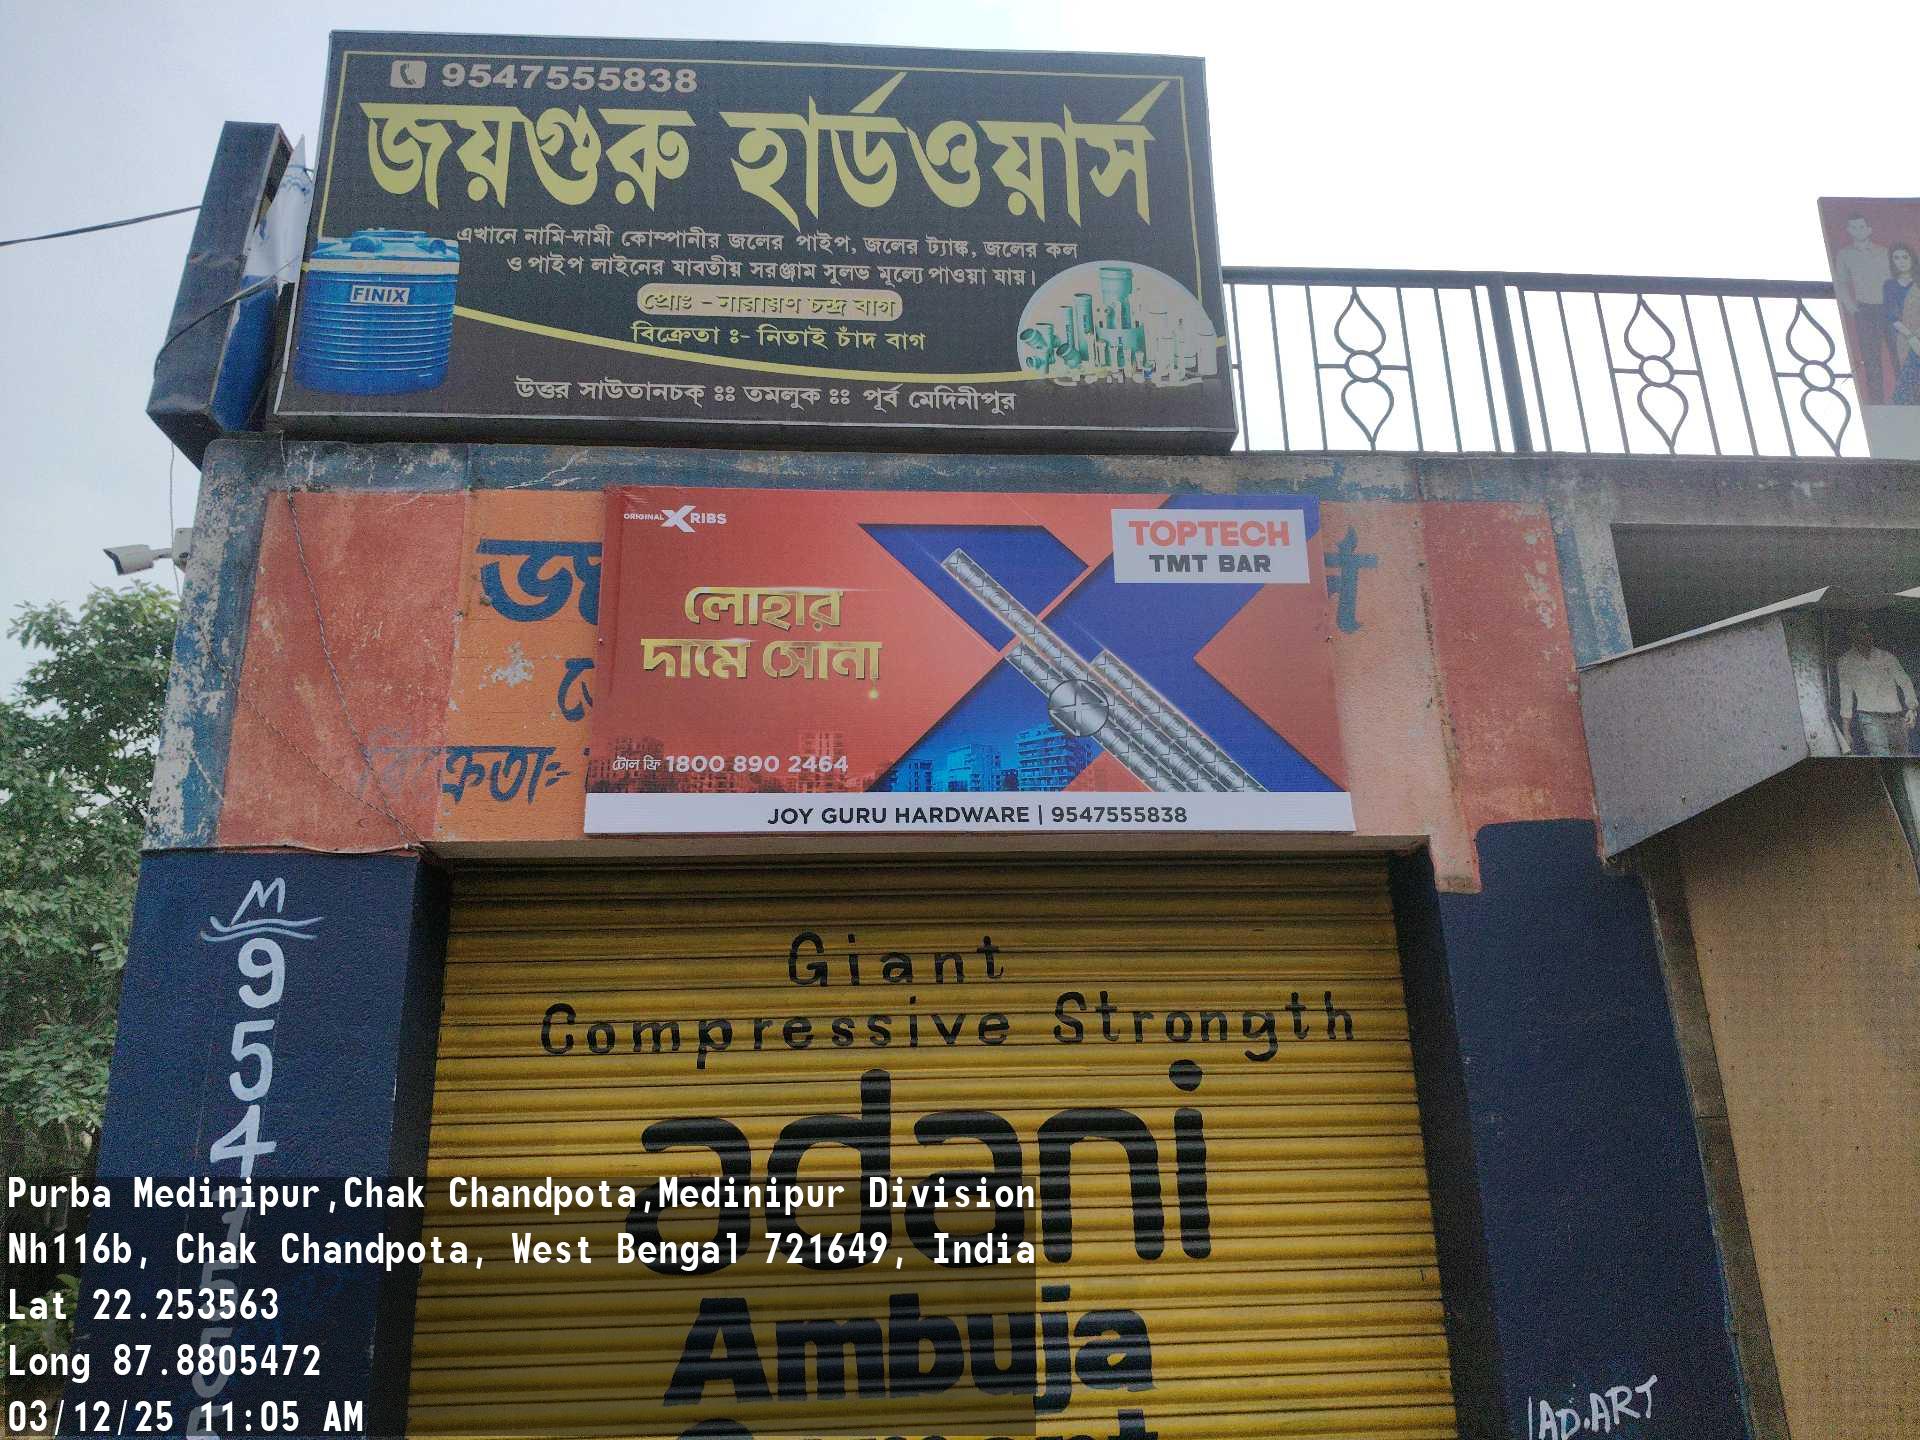 9547555838
জয়গুরু হার্ডওয়ার্স
এখানে নামি-দামী কোম্পানীর জলের পাইপ, জলের ট্যাঙ্ক, জলের কল
ও পাইপ লাইনের যাবতীয় সরঞ্জাম সুলভ মূল্যে পাওয়া যায়।
FINIX
প্রোঃ - নারায়ণ চন্দ্র বাগ
বিক্রেতা ঃ- নিতাই চাঁদ বাগ
উত্তর সাউতানচক্ ঃঃ তমলুক ঃঃ পূর্ব মেদিনীপুর
ORIGINAL X RIBS
TOPTECH
TMT BAR
লোহার
দামে সোনা
টোল ফ্রি 1800 890 2464
JOY GURU HARDWARE | 9547555838
বিক্রেতাঃ-
M
954
Giant
Compressive Strength
adani
Ambuja
Cement
AD.ART
Purba Medinipur,Chak Chandpota,Medinipur Division
Nh116b, Chak Chandpota, West Bengal 721649, India
Lat 22.253563
Long 87.8805472
03/12/25 11:05 AM